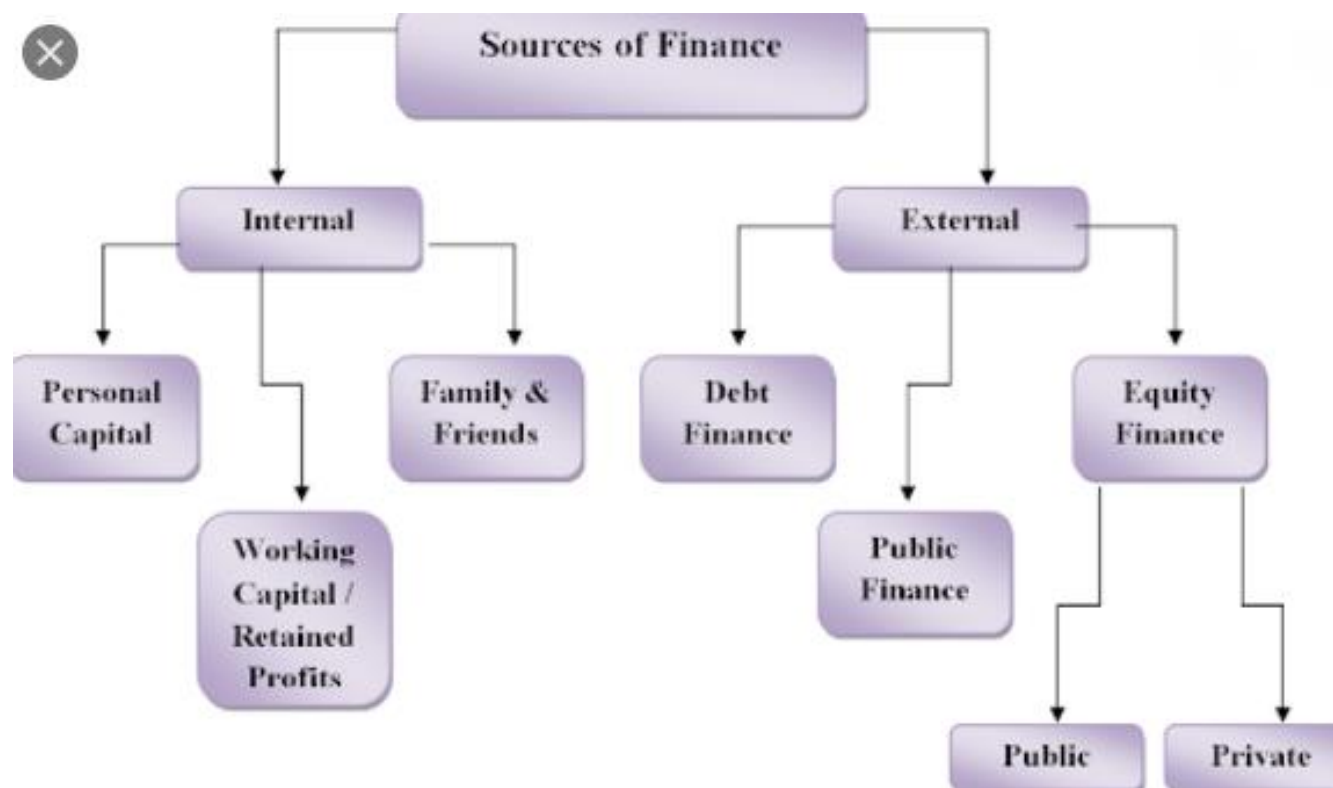 Sources of Finance
Internal
External
Personal
Capital
Family &
Friends
Debt
Finance
Equity
Finance
Working
Capital /
Retained
Profits
Public
Finance
Public
Private